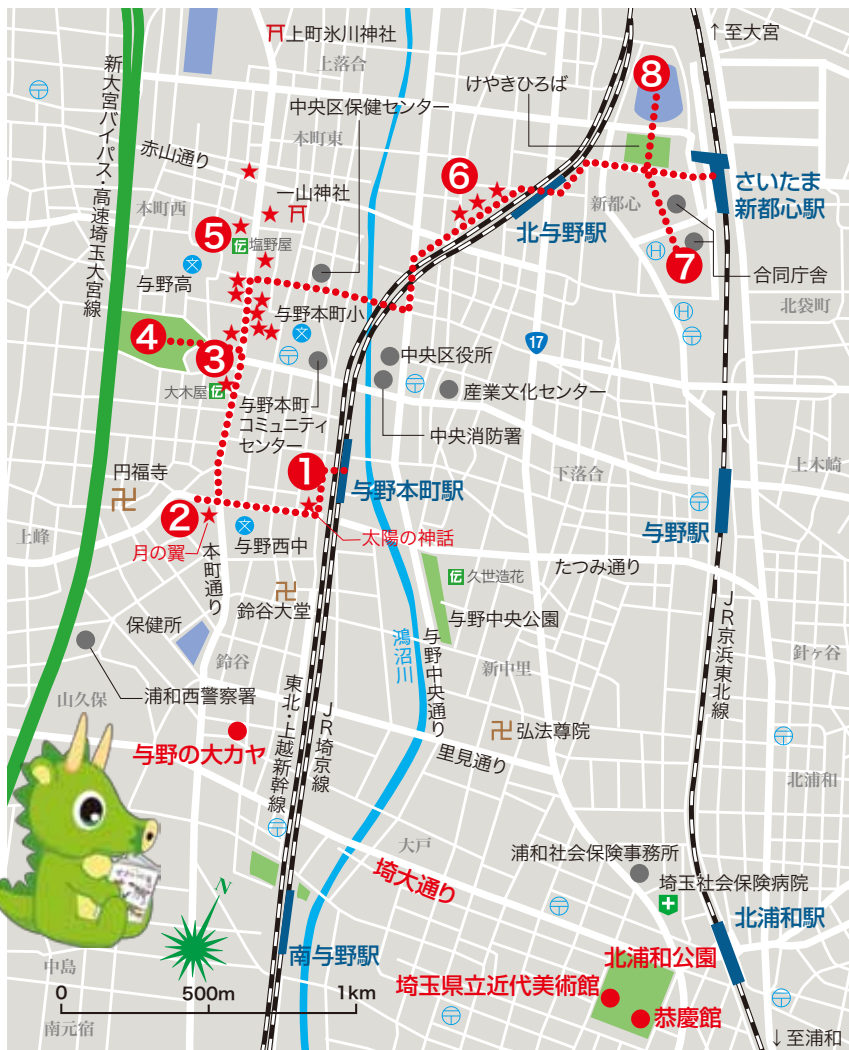 ↑至大宮
上町氷川神社
上落合
けやきひろば
8
中央区保健センター
新大宮バイパス・高速埼玉大宮線
赤山通り
本町東
6
一山神社
さいたま
新都心駅
本町西
新都心
北与野駅
5
伝 塩野屋
H
7
合同庁舎
文
与野高
北袋町
与野本町小
文
H
4
3
17
中央区役所
大木屋 伝
産業文化センター
与野本町
コミュニティ
センター
中央消防署
下落合
上木崎
円福寺
1
与野本町駅
2
与野駅
上峰
月の翼
文
与野西中
太陽の神話
本町通り
たつみ通り
伝 久世造花
鈴谷大堂
与野中央公園
保健所
鴻沼川
与野中央通り
JR京浜東北線
鈴谷
新中里
針ヶ谷
浦和西警察署
山久保
東北・上越新幹線
JR埼京線
弘法尊院
与野の大カヤ
里見通り
北浦和
大戸
埼大通り
浦和社会保険事務所
埼玉社会保険病院
N
北浦和駅
南与野駅
北浦和公園
中島
埼玉県立近代美術館
0 500m 1km
恭慶館
南元宿
↓至浦和